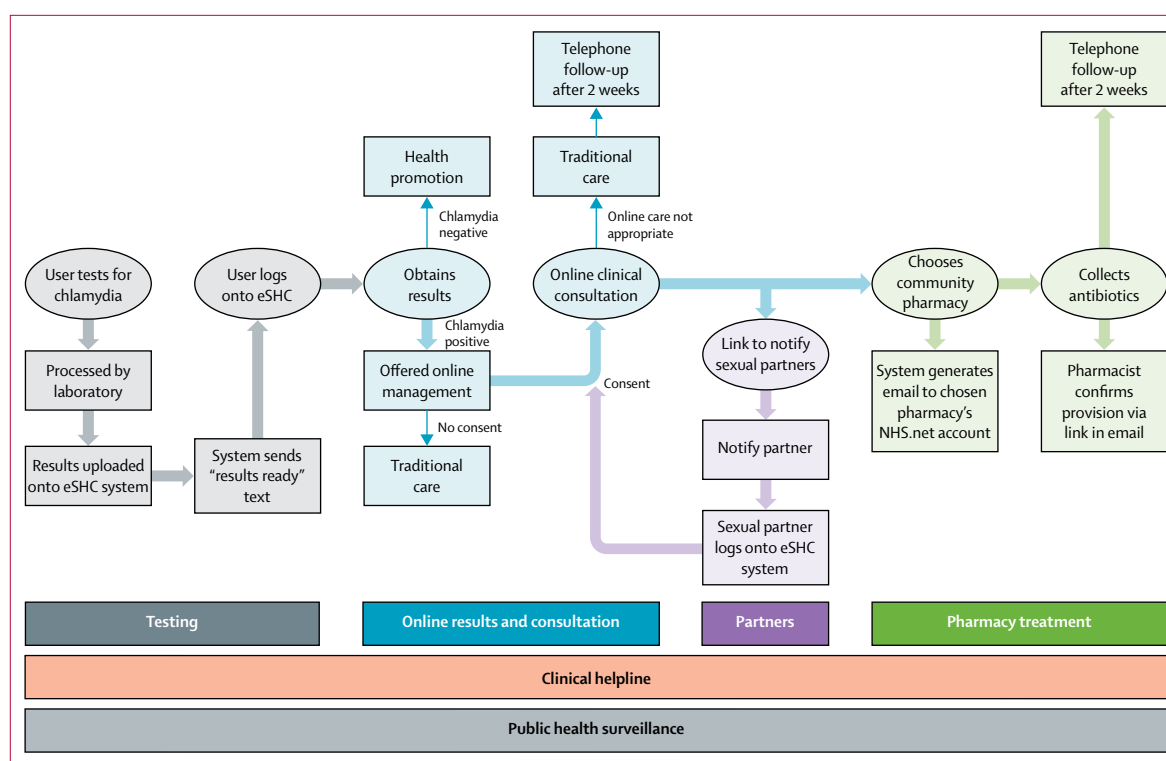 Telephone
follow-up
after 2 weeks
Telephone
follow-up
after 2 weeks
Health
promotion
Traditional
care
Chlamydia
negative
Online care not
appropriate
User tests for
chlamydia
User logs
onto eSHC
Obtains
results
Online clinical
consultation
Chooses
community
pharmacy
Collects
antibiotics
Chlamydia
positive
Link to notify
sexual partners
Processed by
laboratory
Offered online
management
Consent
System generates
email to chosen
pharmacy's
NHS.net account
Pharmacist
confirms
provision via
link in email
No consent
Results uploaded
onto eSHC system
System sends
“results ready”
text
Traditional
care
Notify partner
Sexual partner
logs onto eSHC
system
Testing
Online results and consultation
Partners
Pharmacy treatment
Clinical helpline
Public health surveillance